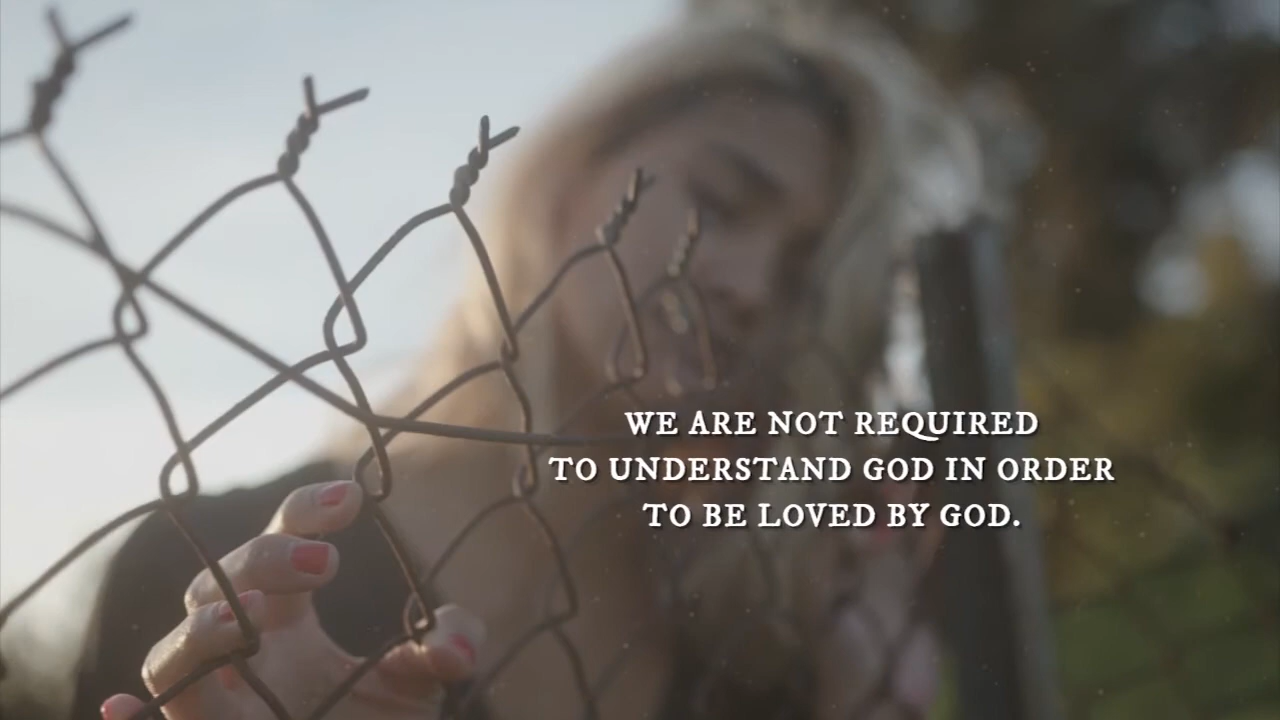 WE ARE NOT REQUIRED
TO UNDERSTAND GOD IN ORDER
TO BE LOVED BY GOD.